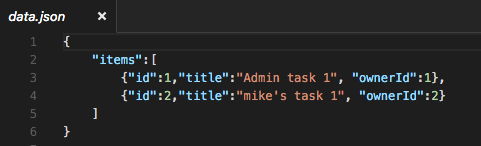 data.json ×
1 {
2 "items":[
3 {"id":1,"title":"Admin task 1", "ownerId":1},
4 {"id":2,"title":"mike's task 1", "ownerId":2}
5 ]
6 }